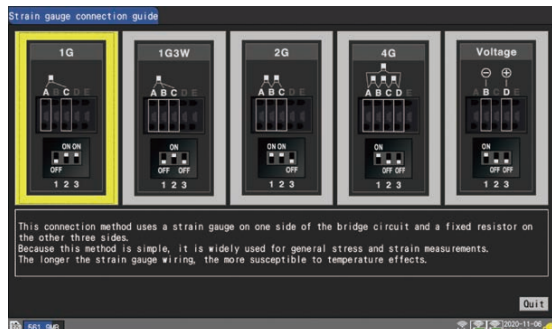 Strain gauge connection guide
1G 1G3W 2G 4G Voltage
⊖ ⊕
A B C D E A B C D E A B C D E A B C D E A B C D E
ON ON ON ON ON ON
OFF OFF OFF OFF OFF OFF OFF OFF
1 2 3 1 2 3 1 2 3 1 2 3 1 2 3
This connection method uses a strain gauge on one side of the bridge circuit and a fixed resistor on
the other three sides.
Because this method is simple, it is widely used for general stress and strain measurements.
The longer the strain gauge wiring, the more susceptible to temperature effects.
Quit
561.9MB 2020-11-06